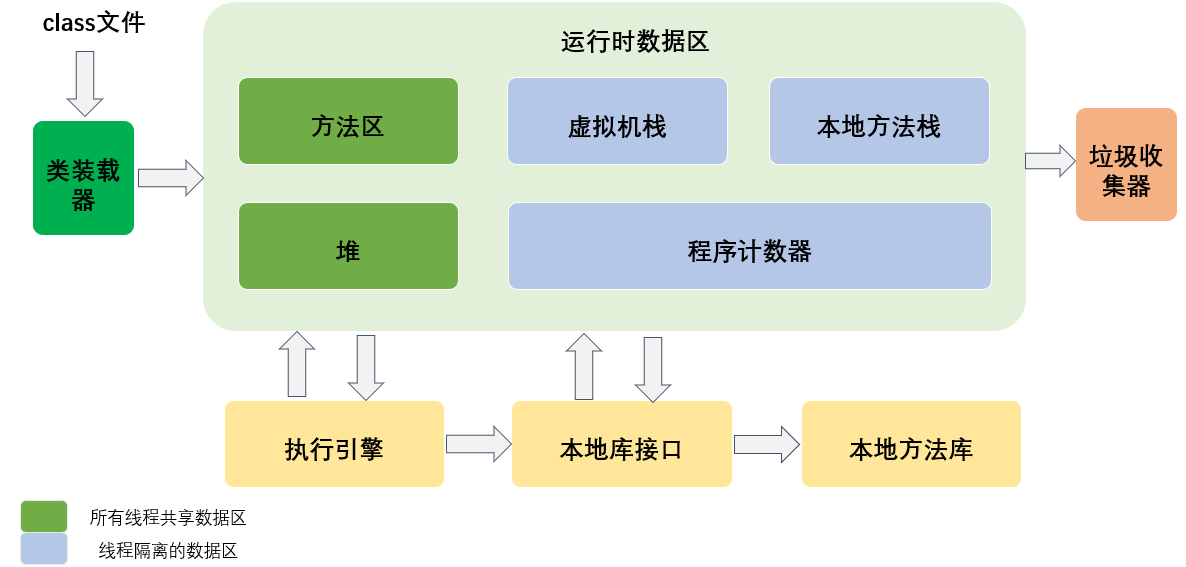 class文件
运行时数据区
方法区
虚拟机栈
本地方法栈
类装载
器
垃圾收
集器
堆
程序计数器
执行引擎
本地库接口
本地方法库
所有线程共享数据区
线程隔离的数据区